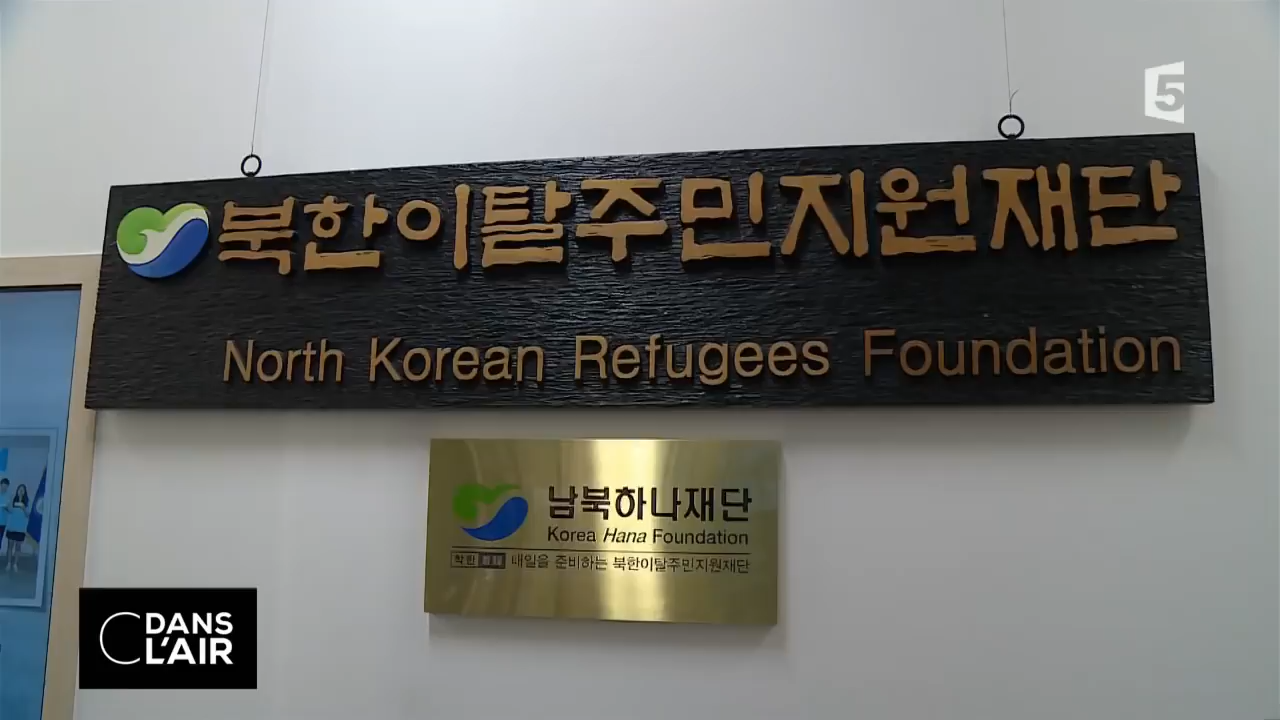 5
북한이탈주민지원재단
North Korean Refugees Foundation
남북하나재단
Korea Hana Foundation
착한 내일을 준비하는 북한이탈주민지원재단
C DANS
L'AIR